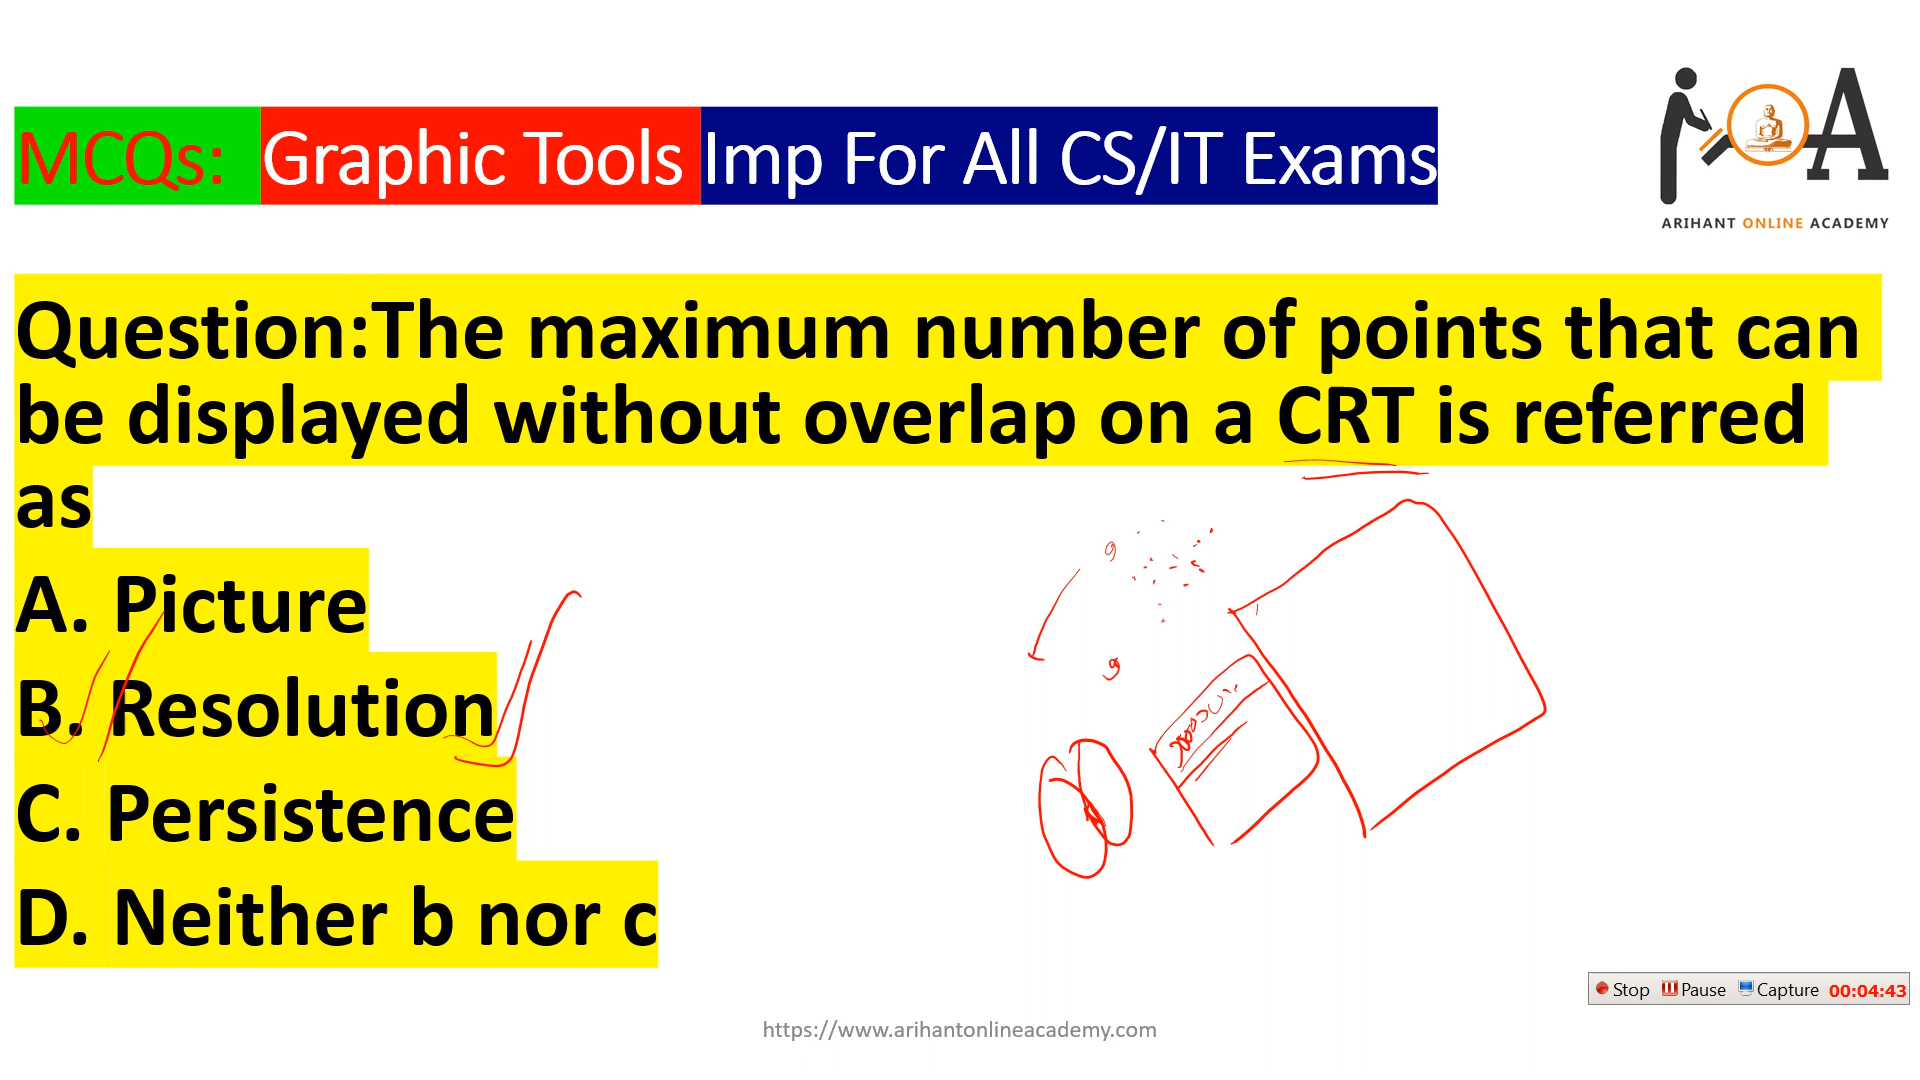 MCQs: Graphic Tools Imp For All CS/IT Exams
A
ARIHANT ONLINE ACADEMY
Question:The maximum number of points that can
be displayed without overlap on a CRT is referred
as
A. Picture
B. Resolution
C. Persistence
D. Neither b nor c
Stop Pause Capture 00:04:43
https://www.arihantonlineacademy.com